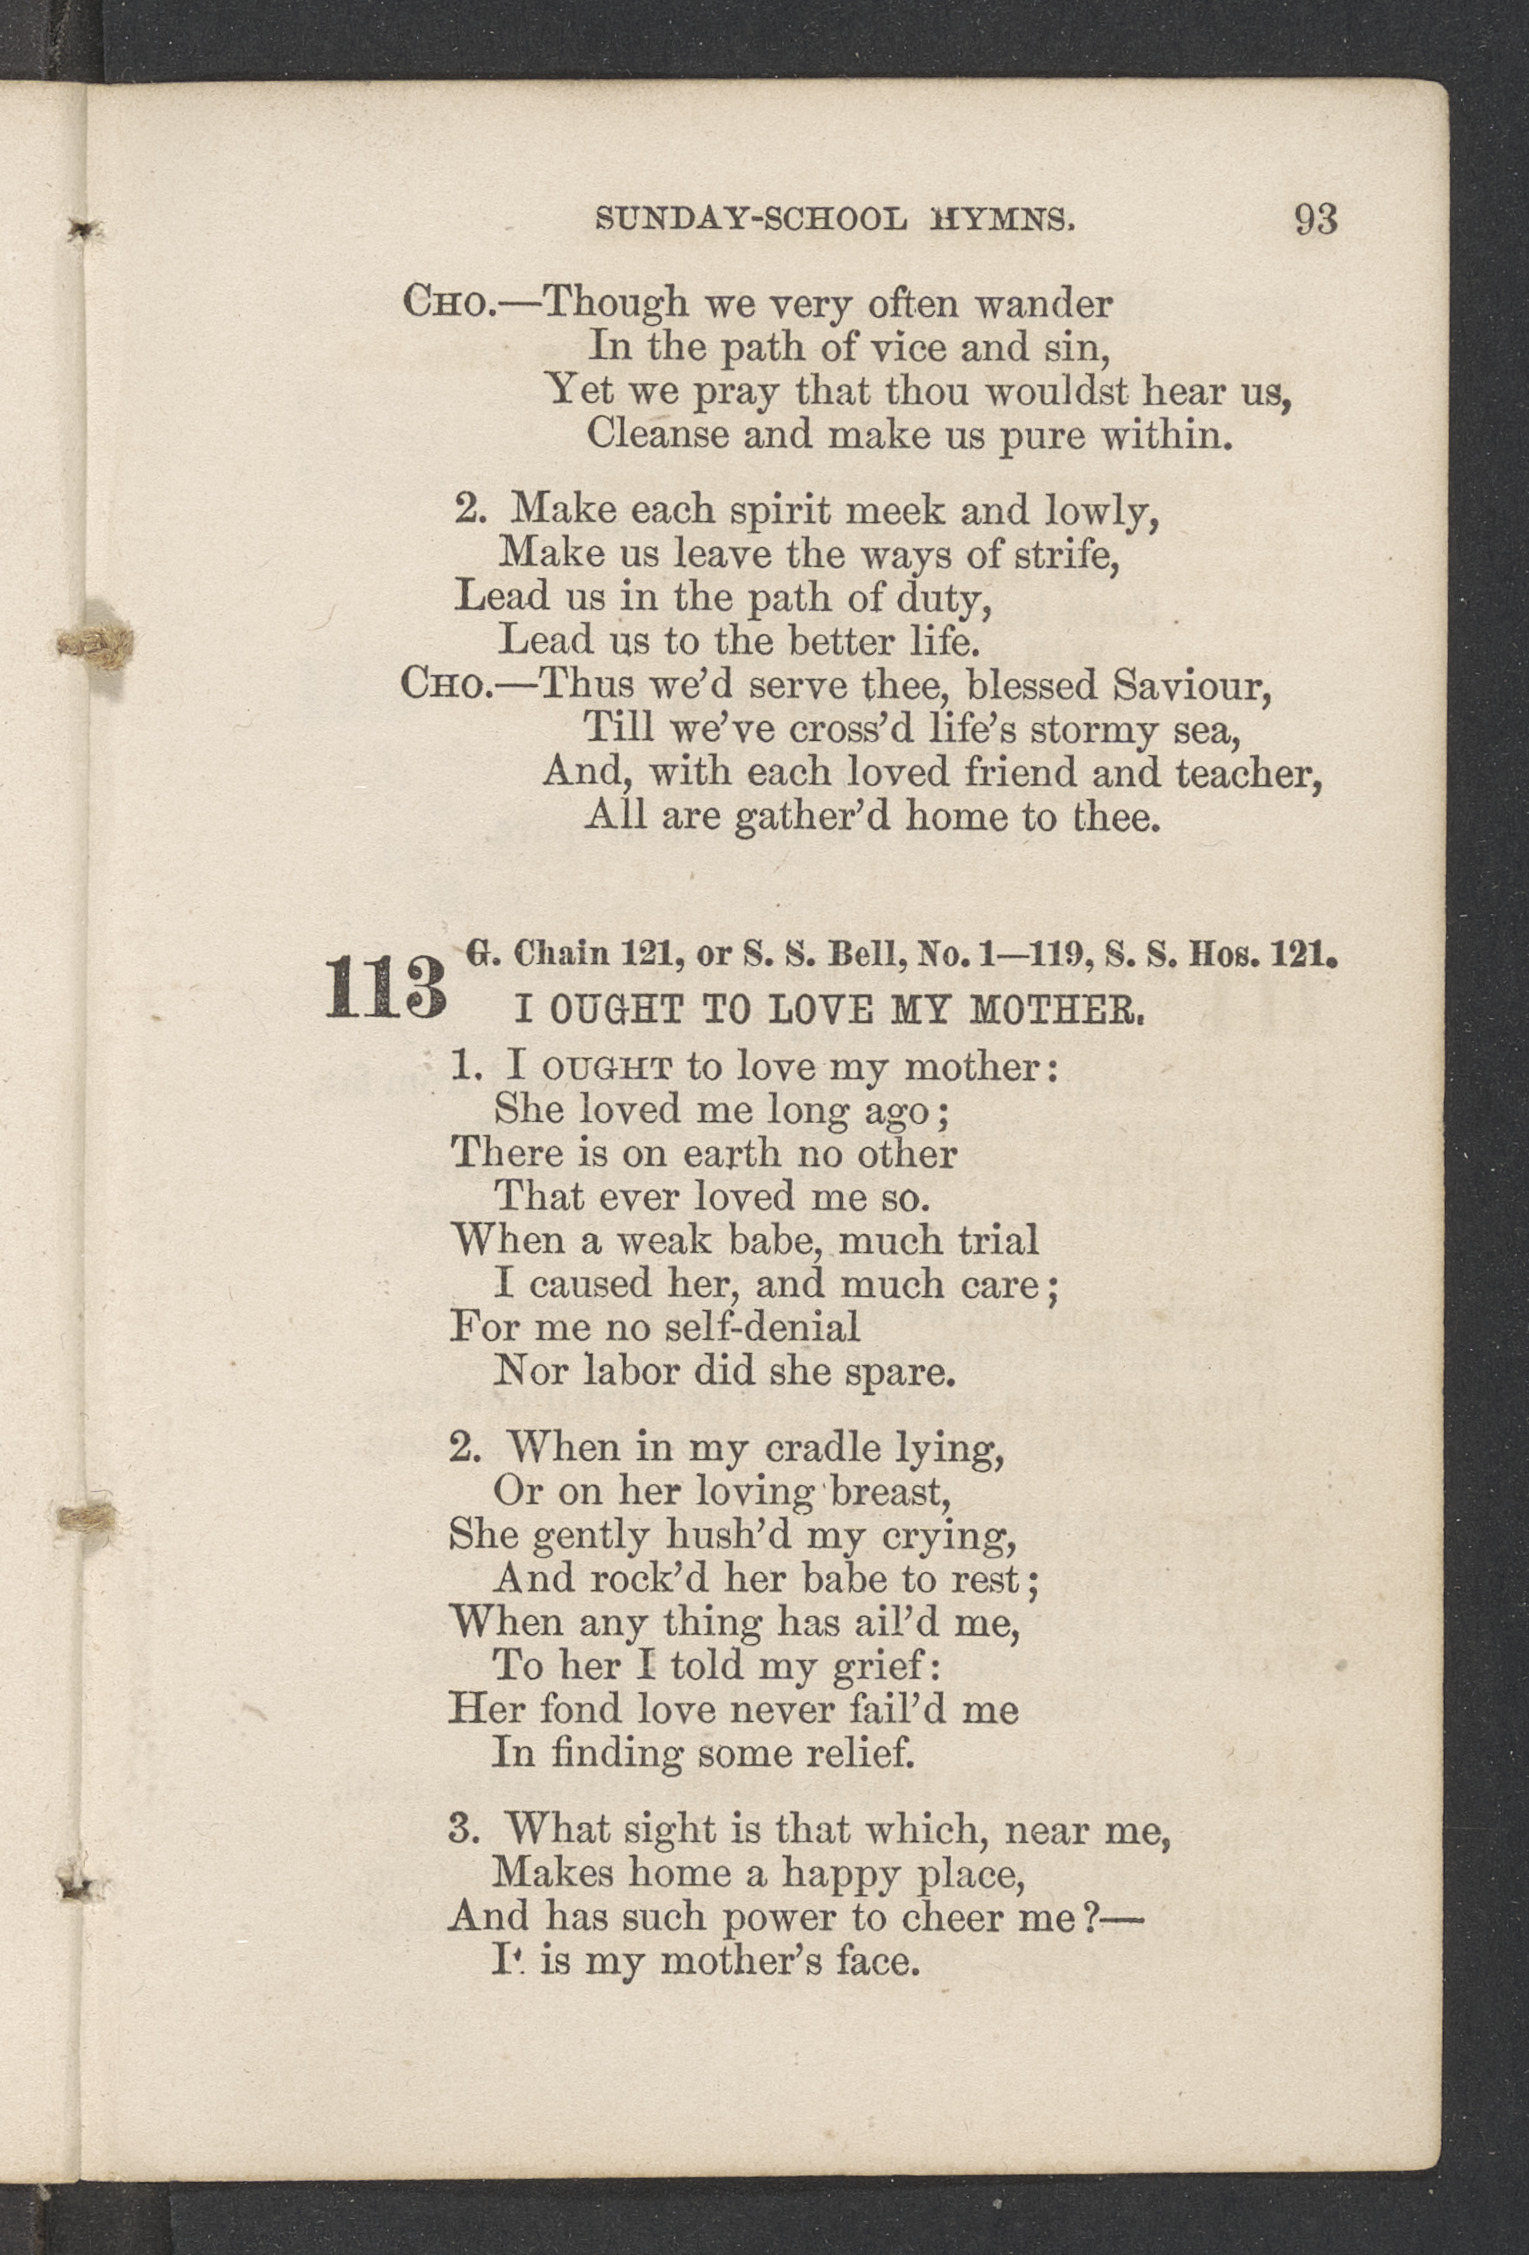 SUNDAY-SCHOOL HYMNS. 93
CHO.—Though we very often wander
In the path of vice and sin,
Yet we pray that thou wouldst hear us,
Cleanse and make us pure within.
2. Make each spirit meek and lowly,
Make us leave the ways of strife,
Lead us in the path of duty,
Lead us to the better life.
CHO.—Thus we'd serve thee, blessed Saviour,
Till we've cross'd life's stormy sea,
And, with each loved friend and teacher,
All are gather'd home to thee.
113 G. Chain 121, or S. S. Bell, No. 1—119, S. S. Hos. 121.
I OUGHT TO LOVE MY MOTHER.
1. I OUGHT to love my mother:
She loved me long ago;
There is on earth no other
That ever loved me so.
When a weak babe, much trial
I caused her, and much care;
For me no self-denial
Nor labor did she spare.
2. When in my cradle lying,
Or on her loving breast,
She gently hush'd my crying,
And rock'd her babe to rest;
When any thing has ail'd me,
To her I told my grief:
Her fond love never fail'd me
In finding some relief.
3. What sight is that which, near me,
Makes home a happy place,
And has such power to cheer me?—
It is my mother's face.